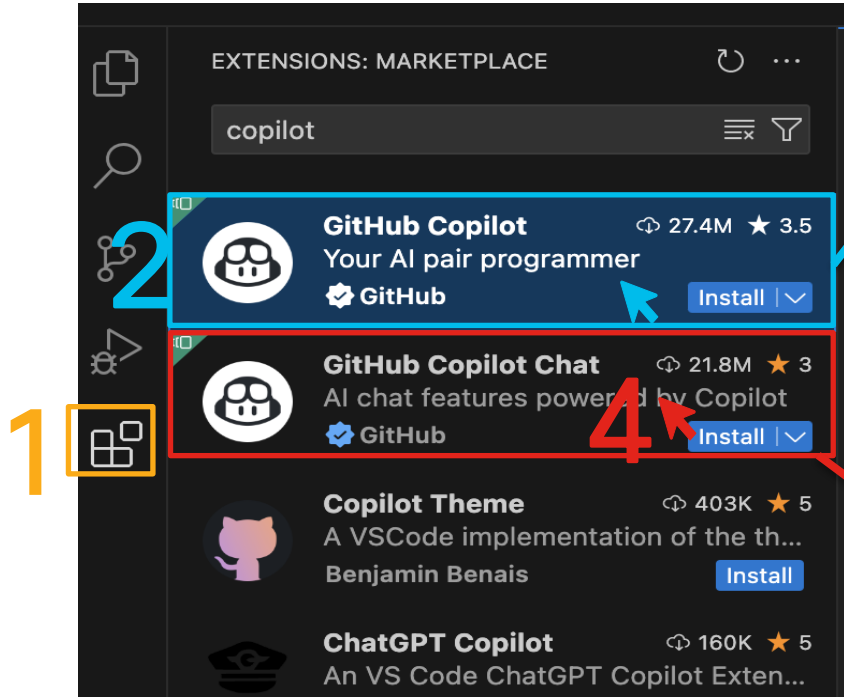 EXTENSIONS: MARKETPLACE
copilot
2
GitHub Copilot 27.4M 3.5
Your AI pair programmer
GitHub Install
GitHub Copilot Chat 21.8M 3
AI chat features powered by Copilot
4
GitHub Install
1
Copilot Theme 403K 5
A VSCode implementation of the th...
Benjamin Benais Install
ChatGPT Copilot 160K 5
An VS Code ChatGPT Copilot Exten...